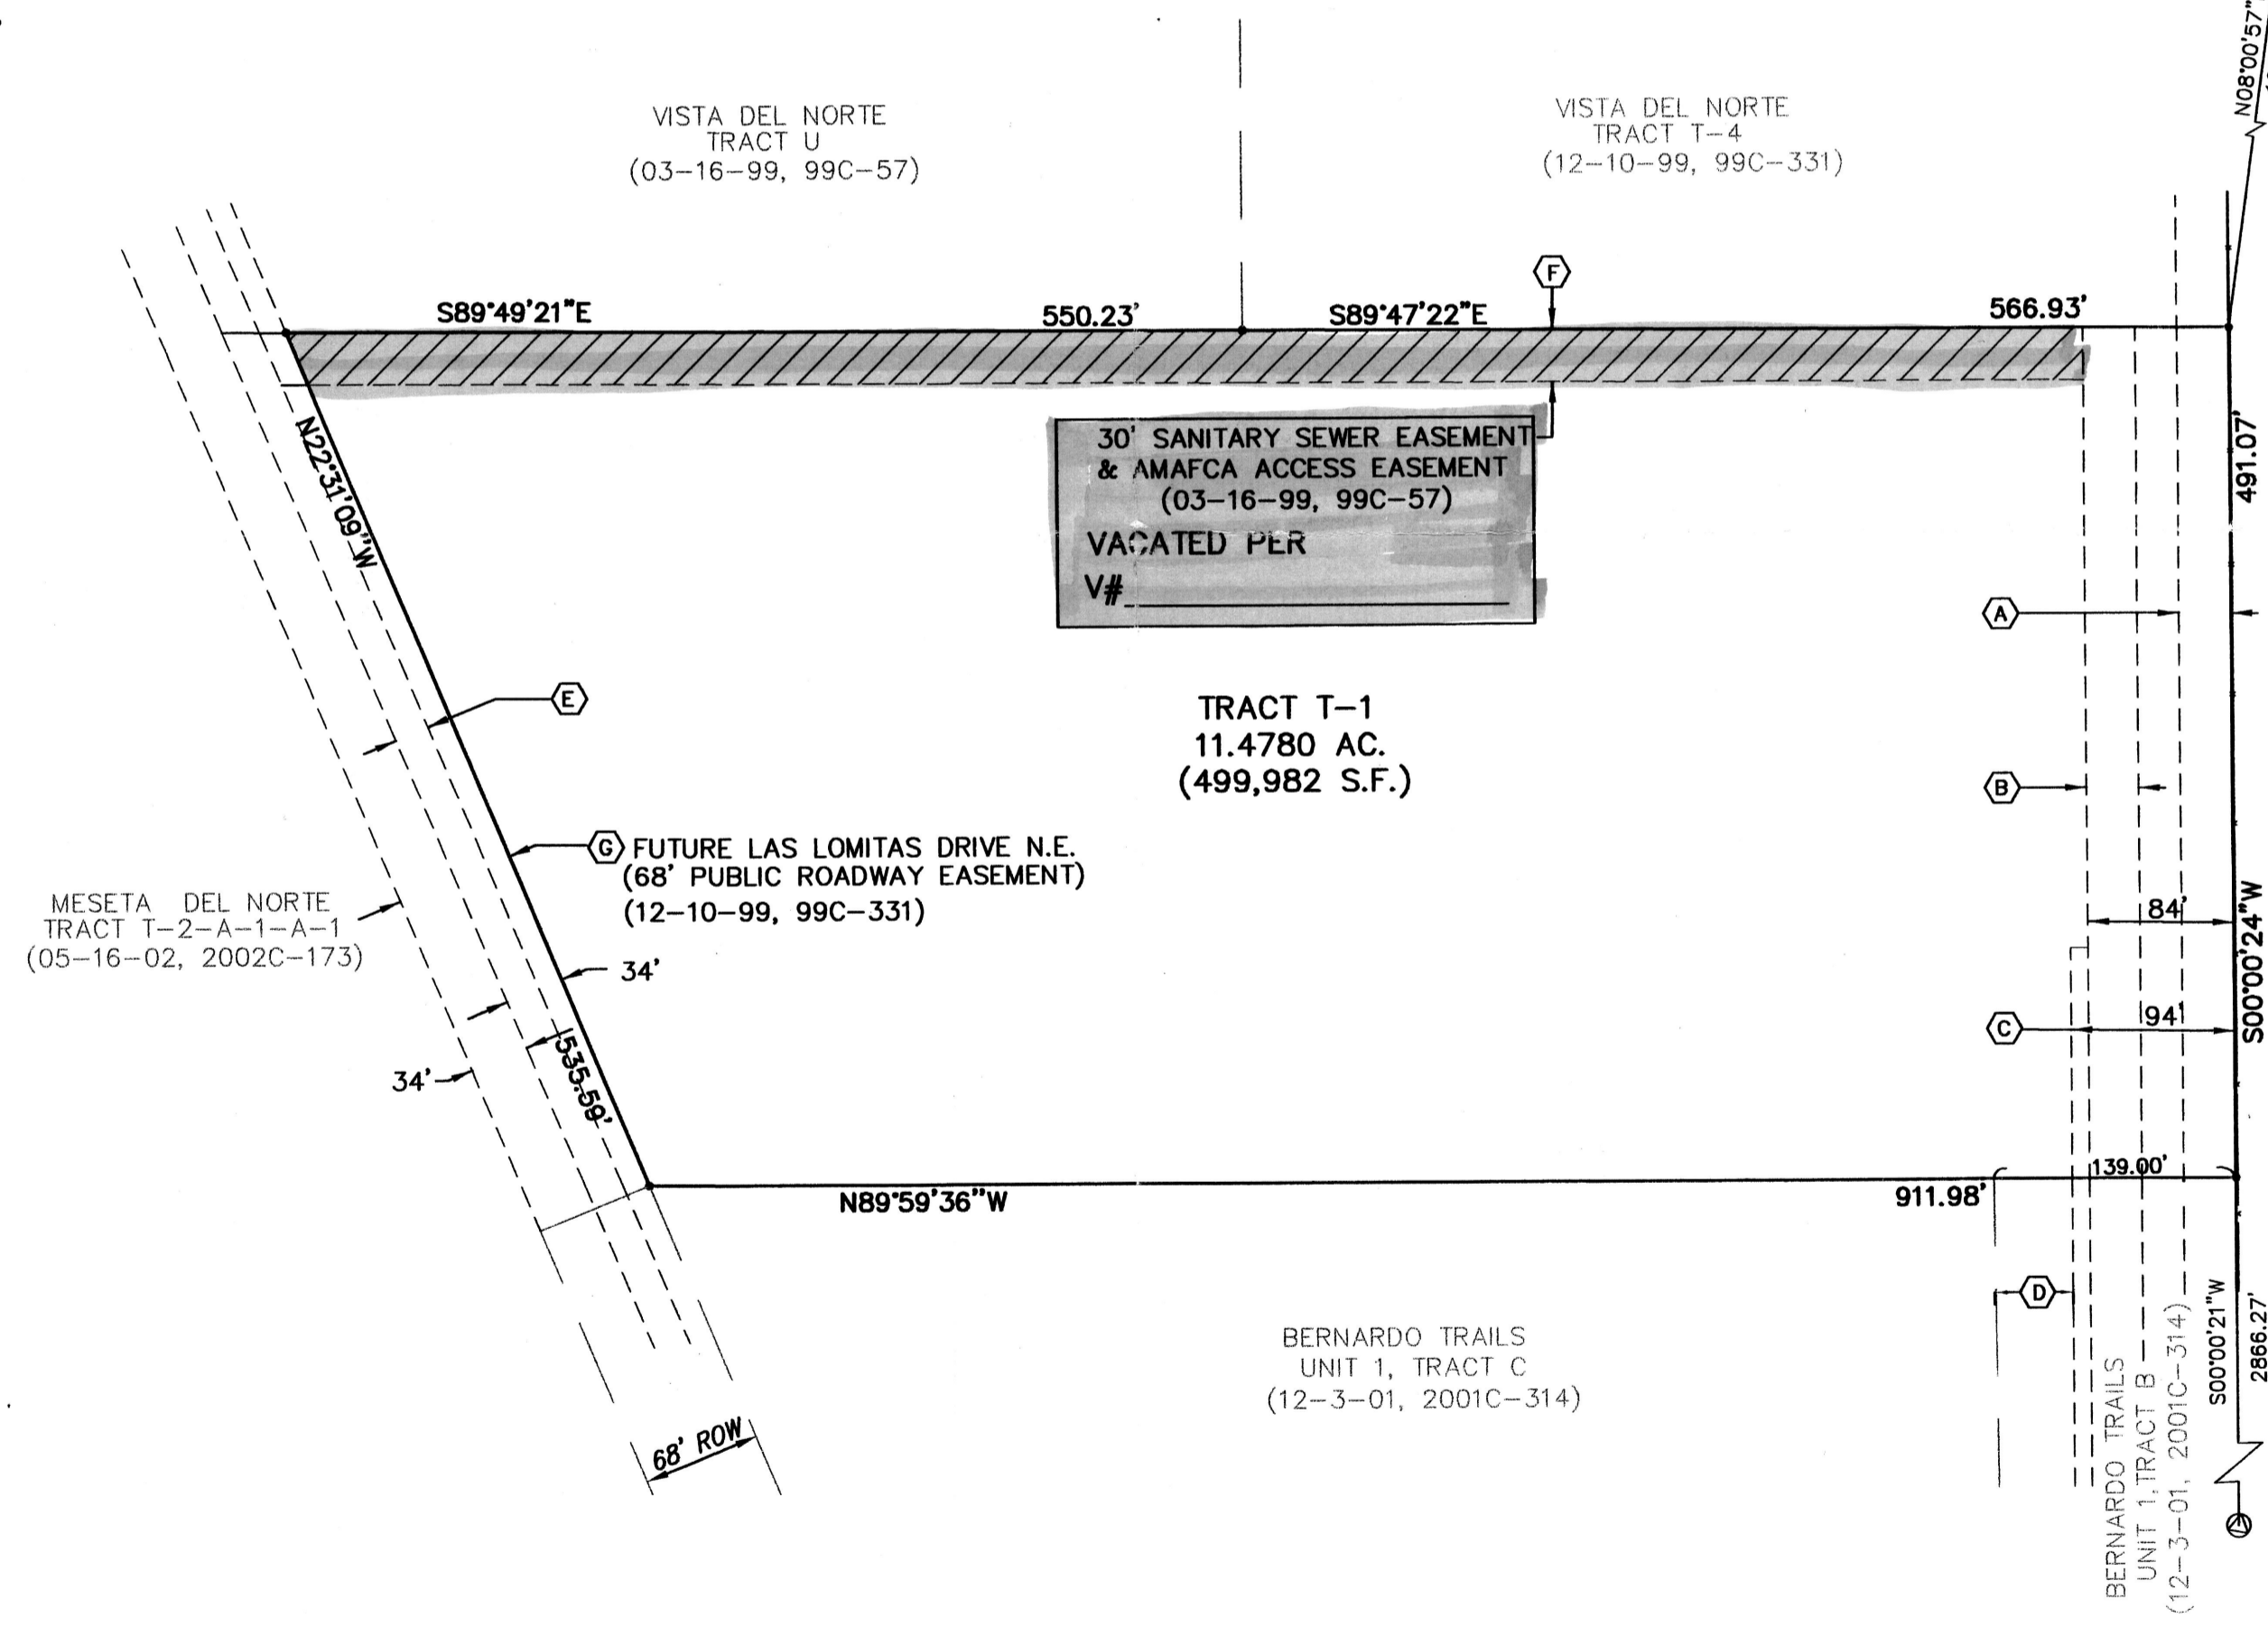 VISTA DEL NORTE
TRACT U
(03-16-99, 99C-57)
VISTA DEL NORTE
TRACT T-4
(12-10-99, 99C-331)
N08°00'57"
S89°49'21"E
550.23'
S89°47'22"E
F
566.93'
30' SANITARY SEWER EASEMENT
& AMAFCA ACCESS EASEMENT
(03-16-99, 99C-57)
VACATED PER
V#
N22°31'09"W
491.07'
A
E
TRACT T-1
11.4780 AC.
(499,982 S.F.)
B
G FUTURE LAS LOMITAS DRIVE N.E.
(68' PUBLIC ROADWAY EASEMENT)
(12-10-99, 99C-331)
MESETA DEL NORTE
TRACT T-2-A-1-A-1
(05-16-02, 2002C-173)
84'
S00°00'24"W
34'
C
94'
535.59'
34'
139.00'
N89°59'36"W
911.98'
D
BERNARDO TRAILS
UNIT 1, TRACT C
(12-3-01, 2001C-314)
BERNARDO TRAILS
UNIT 1, TRACT B
(12-3-01, 2001C-314)
S00°00'21"W
2866.27'
68' ROW